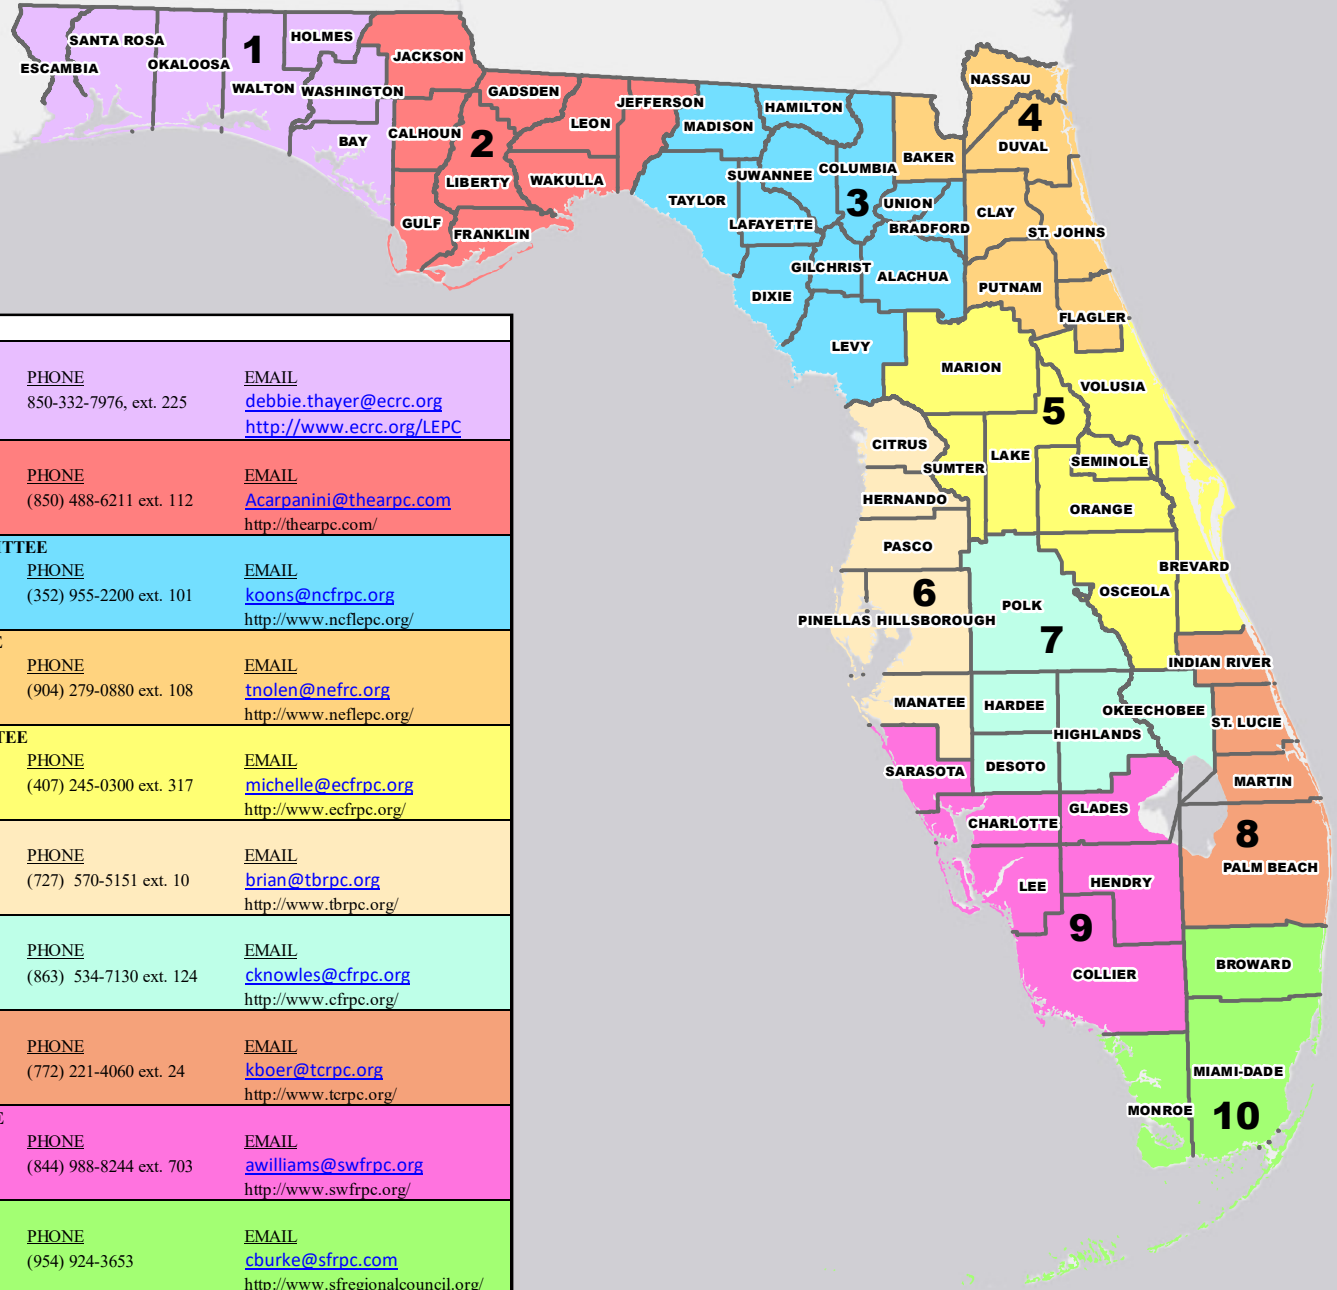 SANTA ROSA
ESCAMBIA
OKALOOSA
1
HOLMES
WALTON
WASHINGTON
BAY
JACKSON
CALHOUN
GULF
GADSDEN
2
LIBERTY
FRANKLIN
LEON
WAKULLA
JEFFERSON
MADISON
TAYLOR
HAMILTON
SUWANNEE
LAFAYETTE
COLUMBIA
3
UNION
BRADFORD
GILCHRIST
ALACHUA
DIXIE
LEVY
NASSAU
4
DUVAL
BAKER
CLAY
ST. JOHNS
PUTNAM
FLAGLER
MARION
VOLUSIA
5
CITRUS
SUMTER
LAKE
SEMINOLE
HERNANDO
ORANGE
PASCO
BREVARD
OSCEOLA
6
PINELLAS
HILLSBOROUGH
POLK
7
INDIAN RIVER
MANATEE
HARDEE
OKEECHOBEE
ST. LUCIE
HIGHLANDS
SARASOTA
DESOTO
MARTIN
CHARLOTTE
GLADES
8
PALM BEACH
LEE
HENDRY
9
COLLIER
BROWARD
MIAMI-DADE
MONROE
10
PHONE EMAIL
850-332-7976, ext. 225 debbie.thayer@ecrc.org
http://www.ecrc.org/LEPC
PHONE EMAIL
(850) 488-6211 ext. 112 Acarpanini@thearpc.com
http://thearpc.com/
TTEE
PHONE EMAIL
(352) 955-2200 ext. 101 koons@ncfrpc.org
http://www.ncflepc.org/
E
PHONE EMAIL
(904) 279-0880 ext. 108 tnolen@nefrc.org
http://www.neflepc.org/
TEE
PHONE EMAIL
(407) 245-0300 ext. 317 michelle@ecfrpc.org
http://www.ecfrpc.org/
PHONE EMAIL
(727) 570-5151 ext. 10 brian@tbrpc.org
http://www.tbrpc.org/
PHONE EMAIL
(863) 534-7130 ext. 124 cknowles@cfrpc.org
http://www.cfrpc.org/
PHONE EMAIL
(772) 221-4060 ext. 24 kboer@tcrpc.org
http://www.tcrpc.org/
E
PHONE EMAIL
(844) 988-8244 ext. 703 awilliams@swfrpc.org
http://www.swfrpc.org/
PHONE EMAIL
(954) 924-3653 cburke@sfrpc.com
http://www.sfregionalcouncil.org/